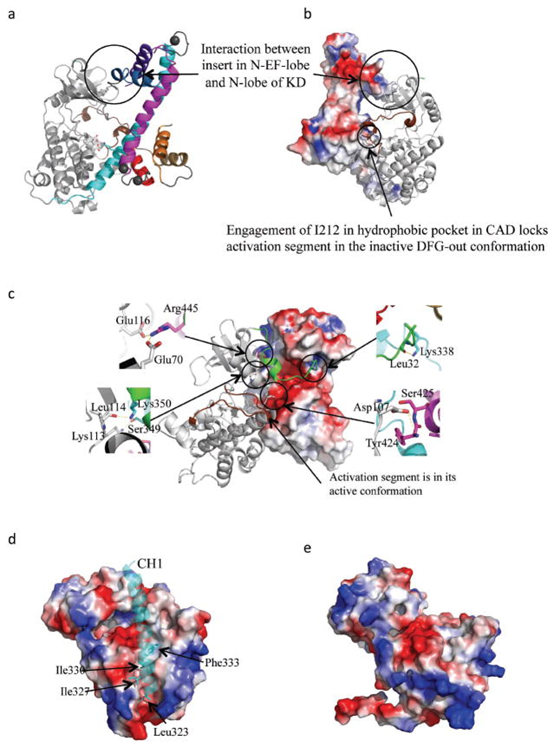 a
b
Interaction between
insert in N-EF-lobe
and N-lobe of KD
Engagement of I212 in hydrophobic pocket in CAD locks
activation segment in the inactive DFG-out conformation
c
Glu116
Arg445
Glu70
Leu114
Lys350
Lys113
Ser349
Lys338
Leu32
Ser425
Asp107
Tyr424
Activation segment is in its
active conformation
d
e
CH1
Ile330
Phe333
Ile327
Leu323